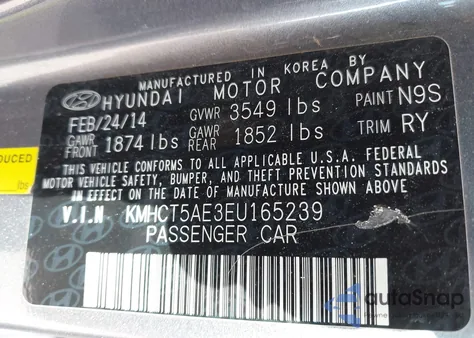 MANUFACTURED IN KOREA BY
HYUNDAI MOTOR COMPANY
FEB/24/14 GVWR 3549 lbs PAINT N9S
GAWR FRONT 1874 lbs GAWR REAR 1852 lbs TRIM RY
THIS VEHICLE CONFORMS TO ALL APPLICABLE U.S.A. FEDERAL
MOTOR VEHICLE SAFETY, BUMPER, AND THEFT PREVENTION STANDARDS
IN EFFECT ON THE DATE OF MANUFACTURE SHOWN ABOVE.
V.I.N KMHCT5AE3EU165239
PASSENGER CAR
DUCED
autoSnap